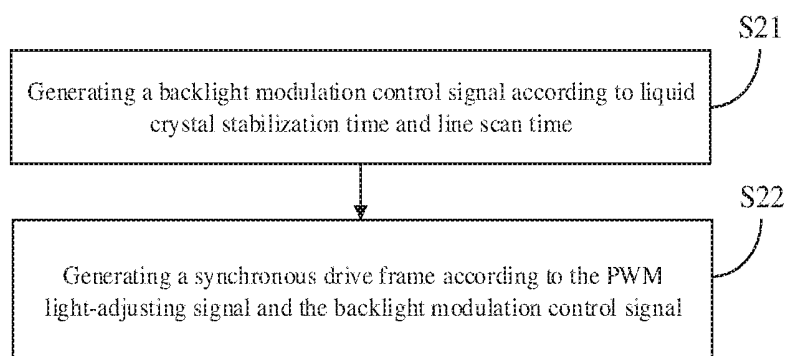 S21
Generating a backlight modulation control signal according to liquid
crystal stabilization time and line scan time
S22
Generating a synchronous drive frame according to the PWM
light-adjusting signal and the backlight modulation control signal